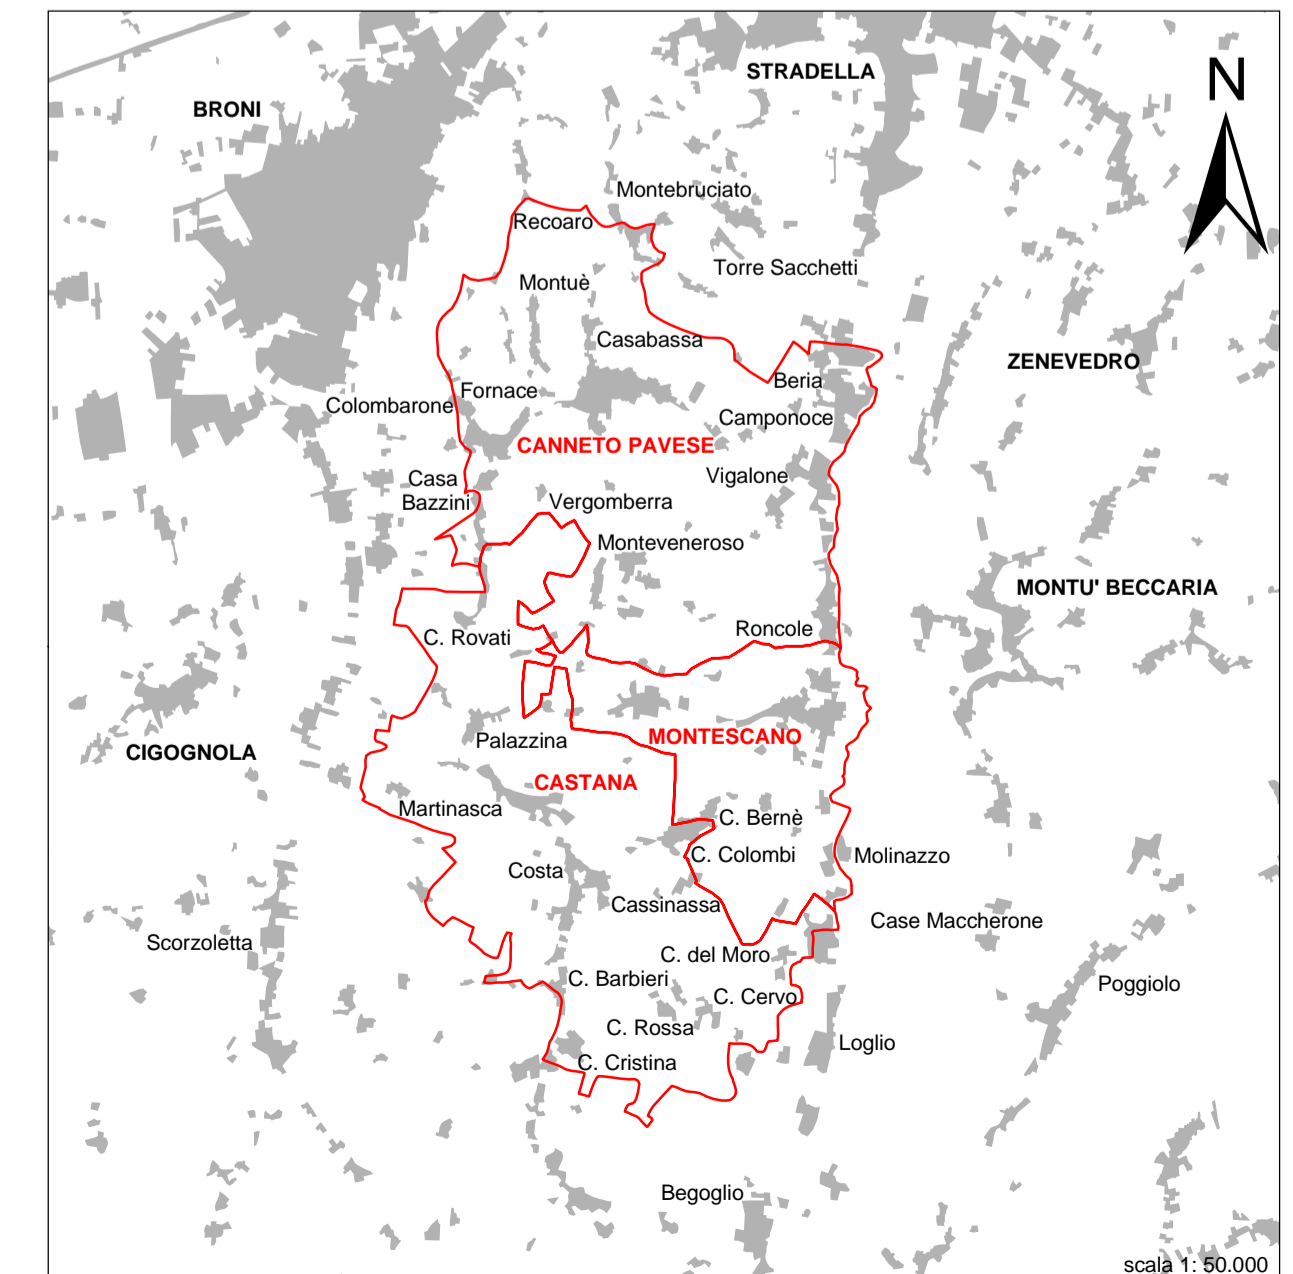 STRADELLA
N
BRONI
Montebruciato
Recoaro
Torre Sacchetti
Montuè
Casabassa
ZENEVEDRO
Beria
Fornace
Colombarone
Camponoce
CANNETO PAVESE
Vigalone
Casa
Bazzini
Vergomberra
Monteveneroso
MONTU' BECCARIA
Roncole
C. Rovati
MONTESCANO
Palazzina
CIGOGNOLA
CASTANA
Martinasca
C. Bernè
C. Colombi
Molinazzo
Costa
Cassinassa
Case Maccherone
Scorzoletta
C. del Moro
C. Barbieri
Poggiolo
C. Cervo
C. Rossa
Loglio
C. Cristina
Begoglio
scala 1: 50.000